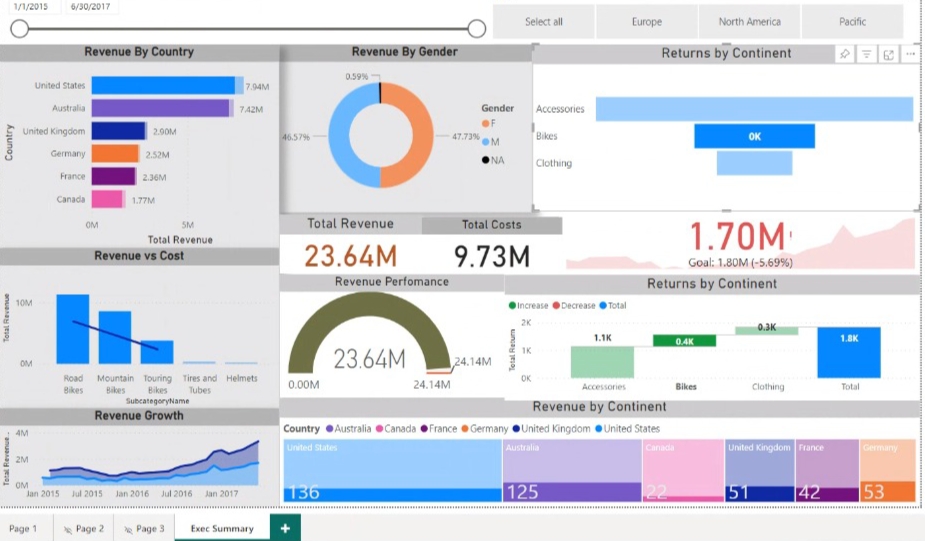 1/1/2015 6/30/2017
Select all Europe North America Pacific
Revenue By Country
Country
United States 7.94M
Australia 7.42M
United Kingdom 2.90M
Germany 2.52M
France 2.36M
Canada 1.77M
0M 5M
Total Revenue
Revenue By Gender
0.59%
46.57%
47.73%
Gender
F
M
NA
Returns by Continent
Accessories
Bikes 0K
Clothing
Total Revenue
23.64M
Total Costs
9.73M
1.70M
Goal: 1.80M (-5.69%)
Revenue vs Cost
Total Revenue
10M
0M
Road Bikes
Mountain Bikes
Touring Bikes
Tires and Tubes
Helmets
SubcategoryName
Revenue Perfomance
23.64M
24.14M
0.00M 24.14M
Returns by Continent
Increase Decrease Total
Total Return
2K
1K
0K
1.1K
0.4K
0.3K
1.8K
Accessories Bikes Clothing Total
Revenue Growth
Total Revenue
4M
2M
0M
Jan 2015 Jul 2015 Jan 2016 Jul 2016 Jan 2017
Revenue by Continent
Country Australia Canada France Germany United Kingdom United States
United States Australia Canada United Kingdom France Germany
136 125 22 51 42 53
Page 1 Page 2 Page 3 Exec Summary +